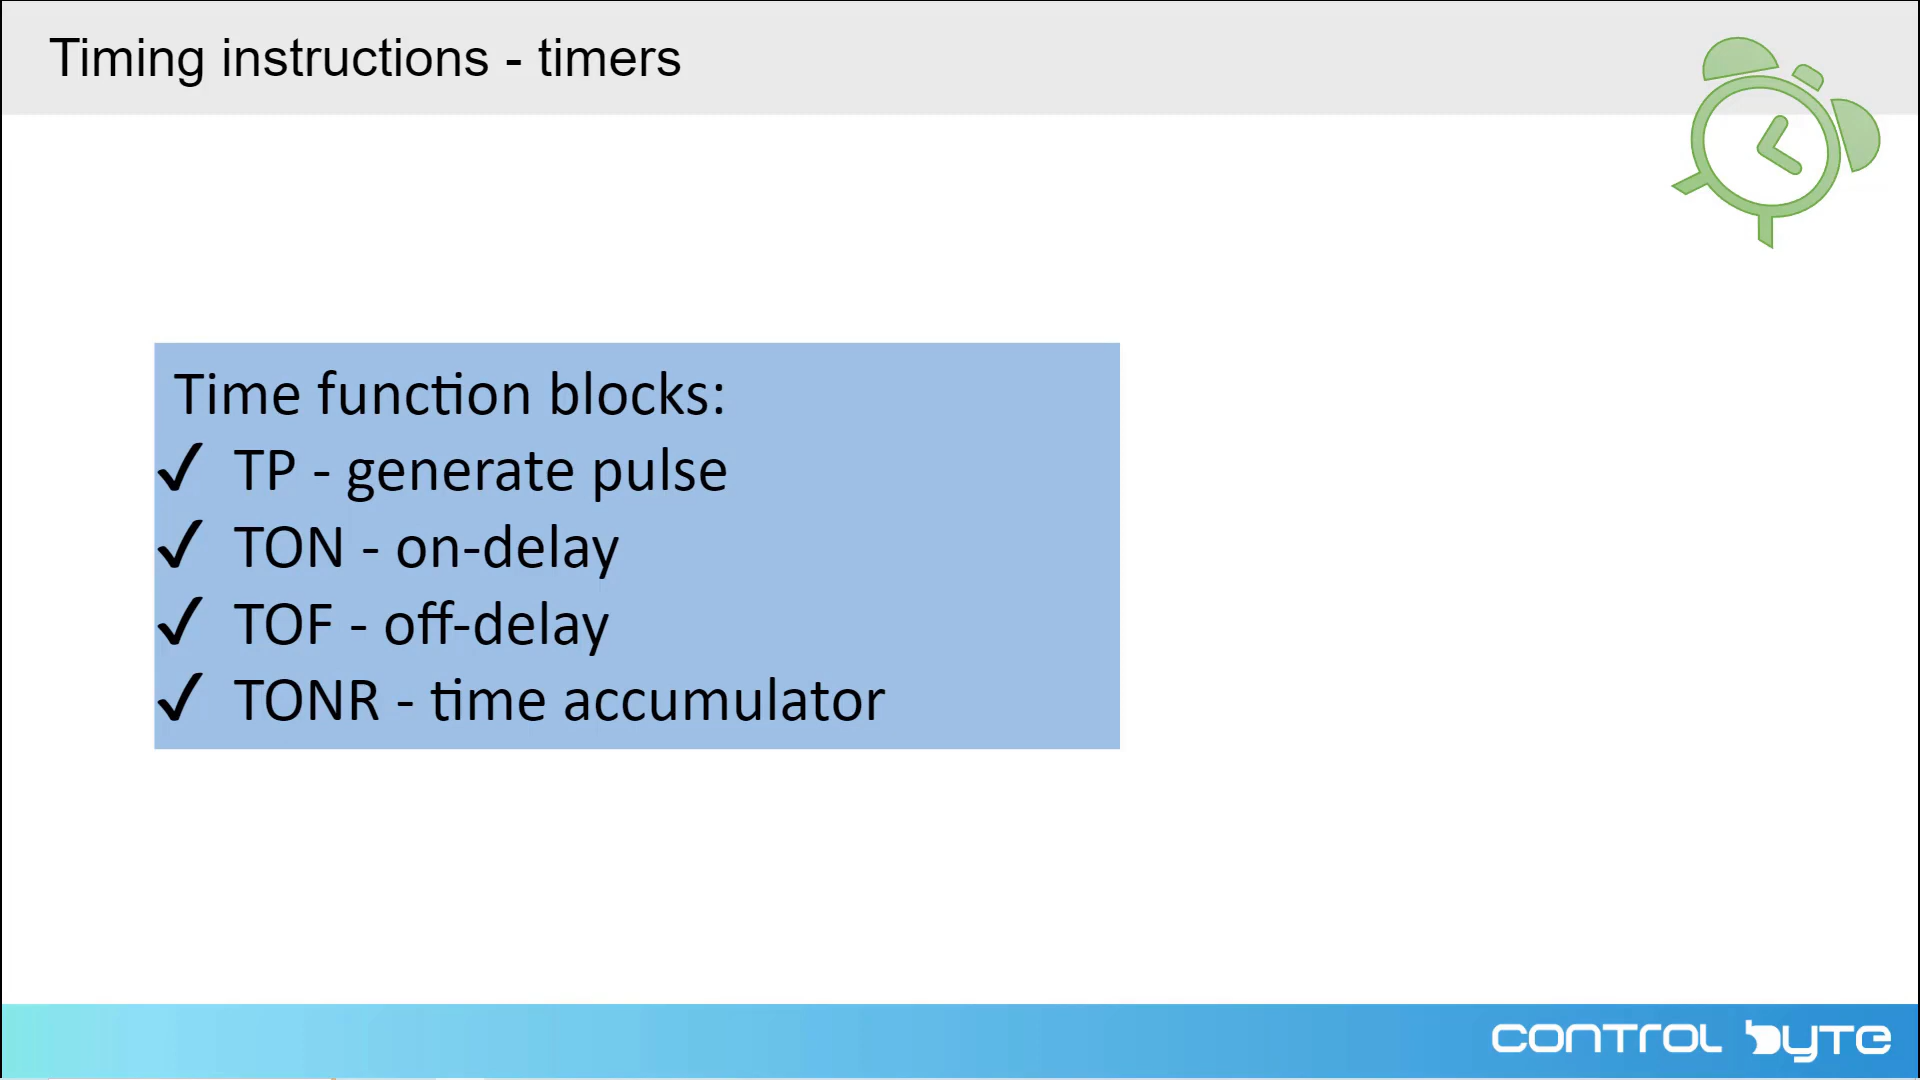 Timing instructions - timers
Time function blocks:
✓ TP - generate pulse
✓ TON - on-delay
✓ TOF - off-delay
✓ TONR - time accumulator
CONTROL BYTE